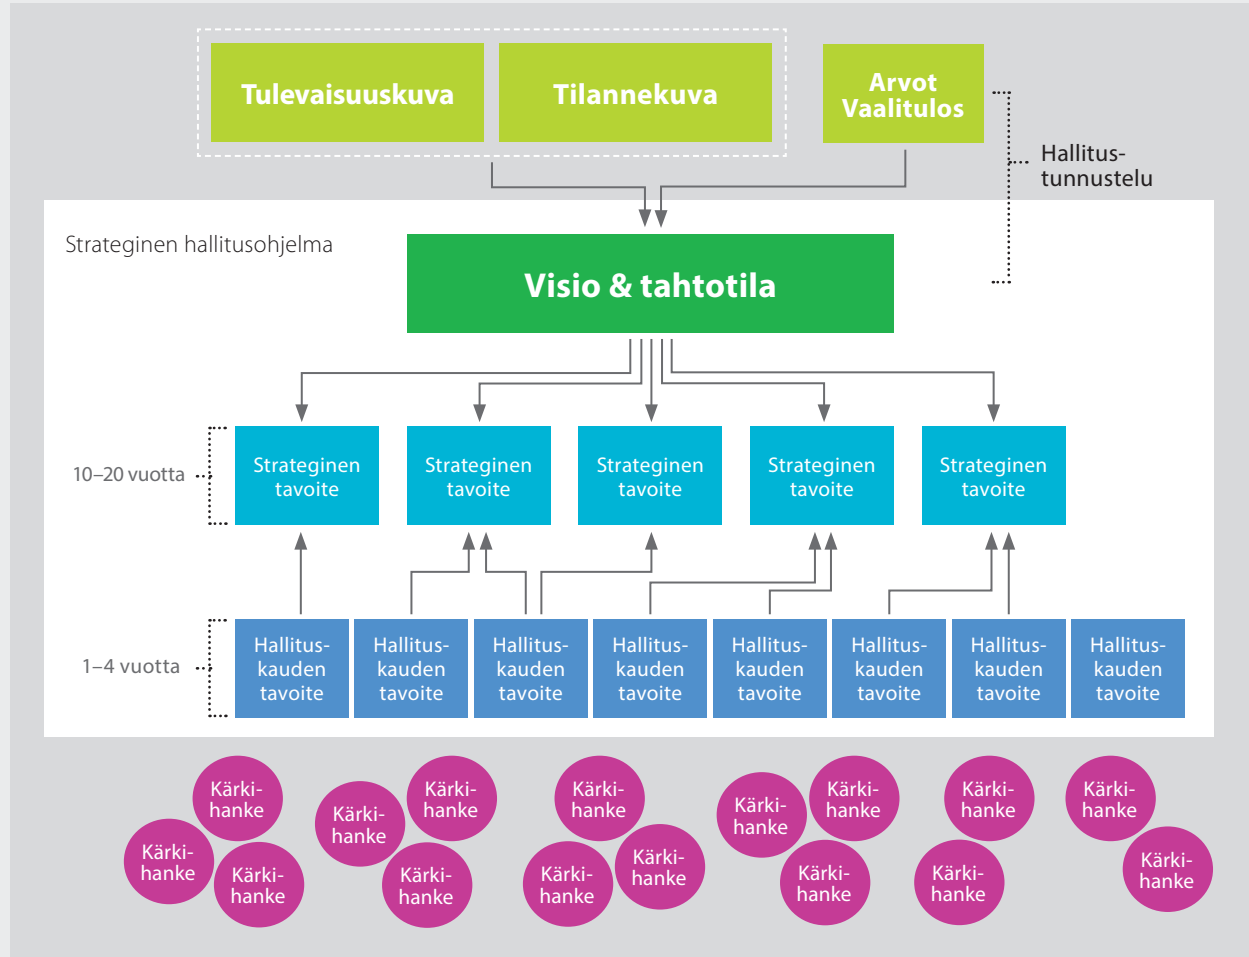 Tulevaisuuskuva
Tilannekuva
Arvot
Vaalitulos
Hallitus-
tunnustelu
Strateginen hallitusohjelma
Visio & tahtotila
10–20 vuotta
Strateginen
tavoite
Strateginen
tavoite
Strateginen
tavoite
Strateginen
tavoite
Strateginen
tavoite
1–4 vuotta
Hallitus-
kauden
tavoite
Hallitus-
kauden
tavoite
Hallitus-
kauden
tavoite
Hallitus-
kauden
tavoite
Hallitus-
kauden
tavoite
Hallitus-
kauden
tavoite
Hallitus-
kauden
tavoite
Hallitus-
kauden
tavoite
Kärki-
hanke
Kärki-
hanke
Kärki-
hanke
Kärki-
hanke
Kärki-
hanke
Kärki-
hanke
Kärki-
hanke
Kärki-
hanke
Kärki-
hanke
Kärki-
hanke
Kärki-
hanke
Kärki-
hanke
Kärki-
hanke
Kärki-
hanke
Kärki-
hanke
Kärki-
hanke